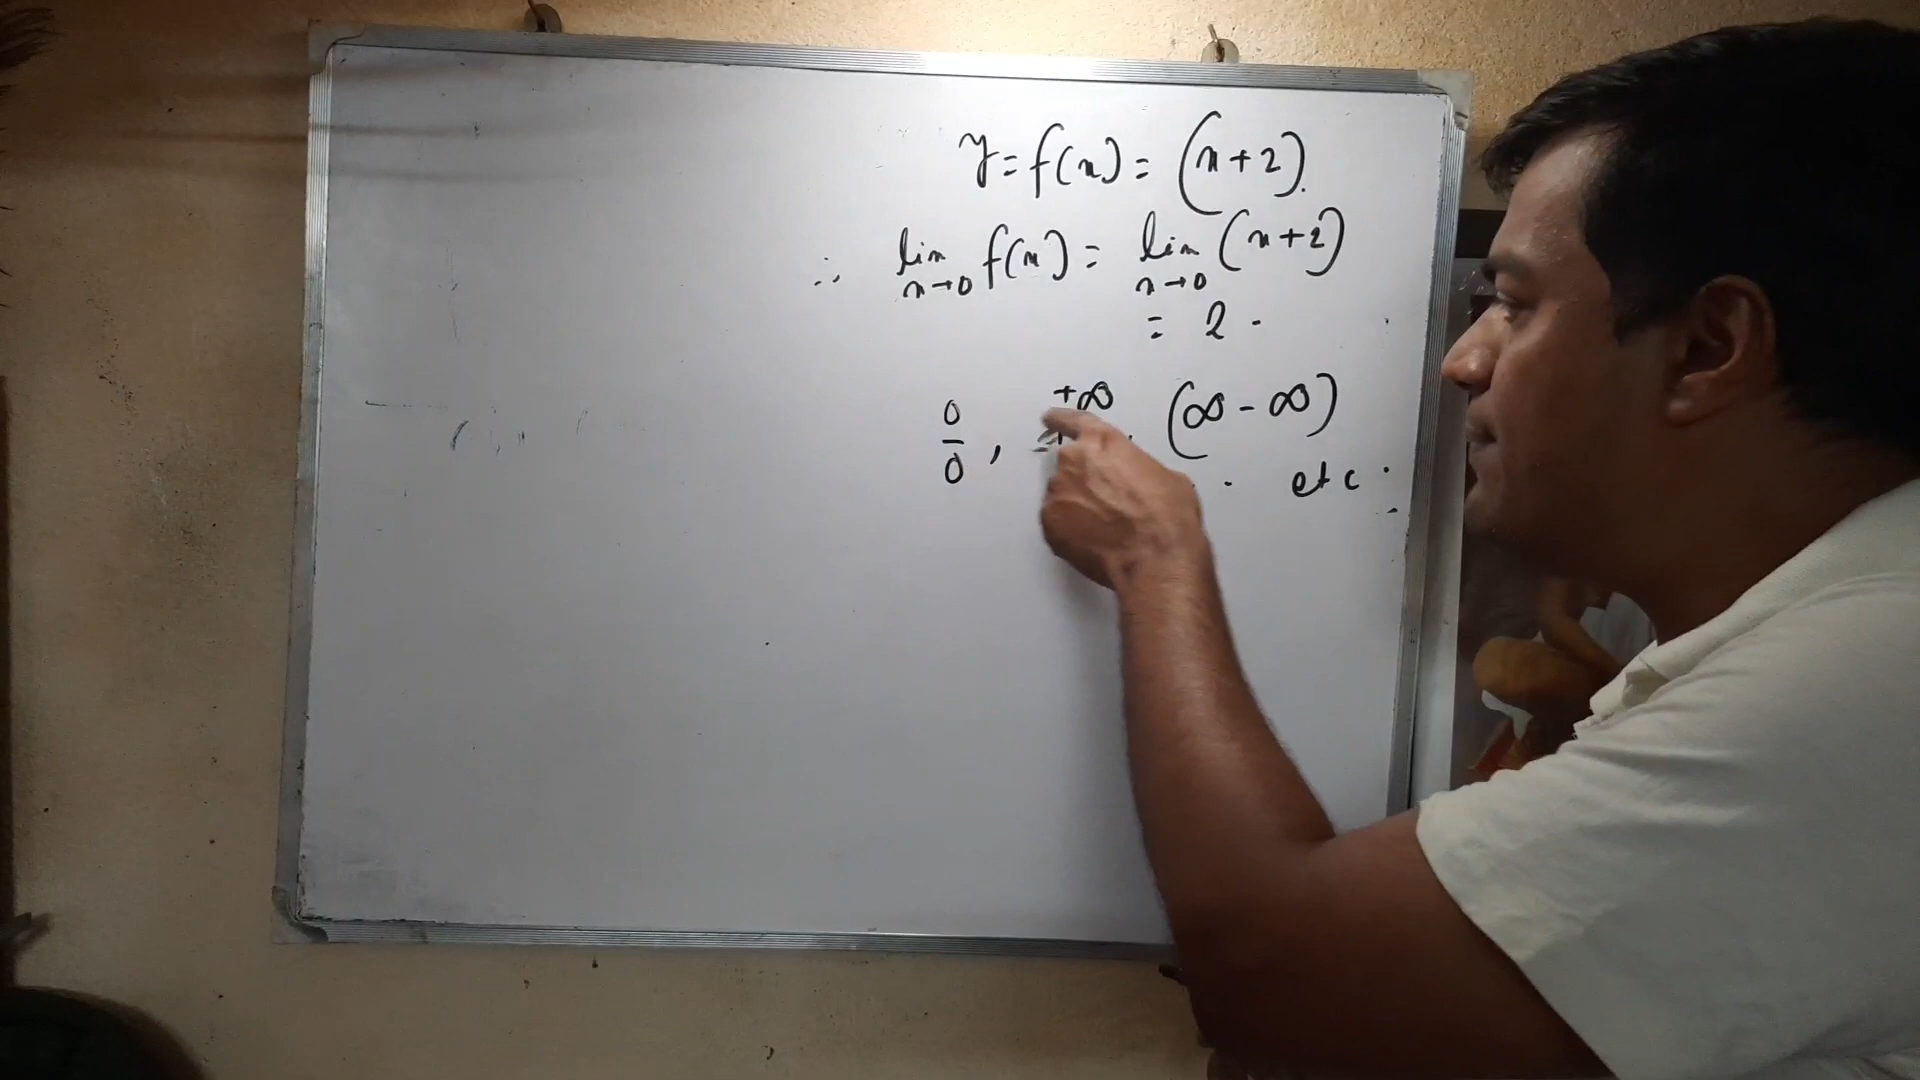 y = f(x) = (x+2).
∴ lim x→0 f(x) = lim x→0 (x+2)
= 2.
0/0, +∞ (∞ - ∞)
etc